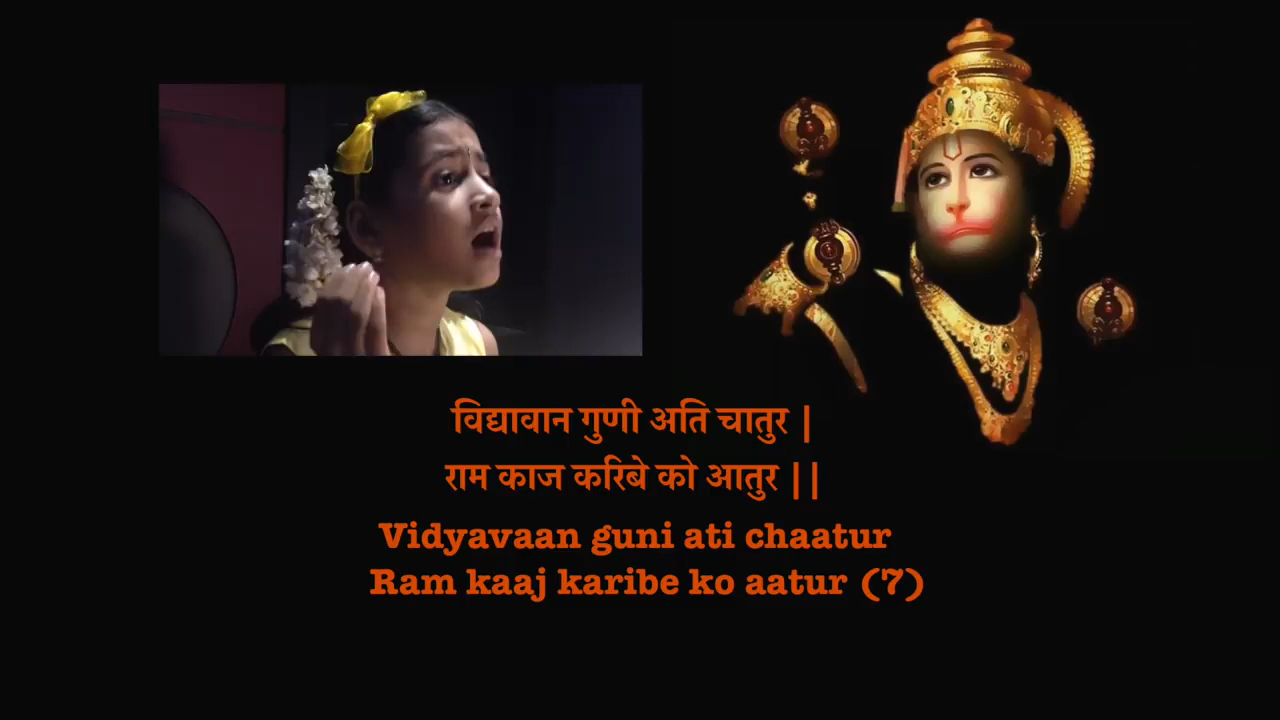 विद्यावान गुणी अति चातुर |
राम काज करिबे को आतुर ||
Vidyavaan guni ati chaatur
Ram kaaj karibe ko aatur (7)